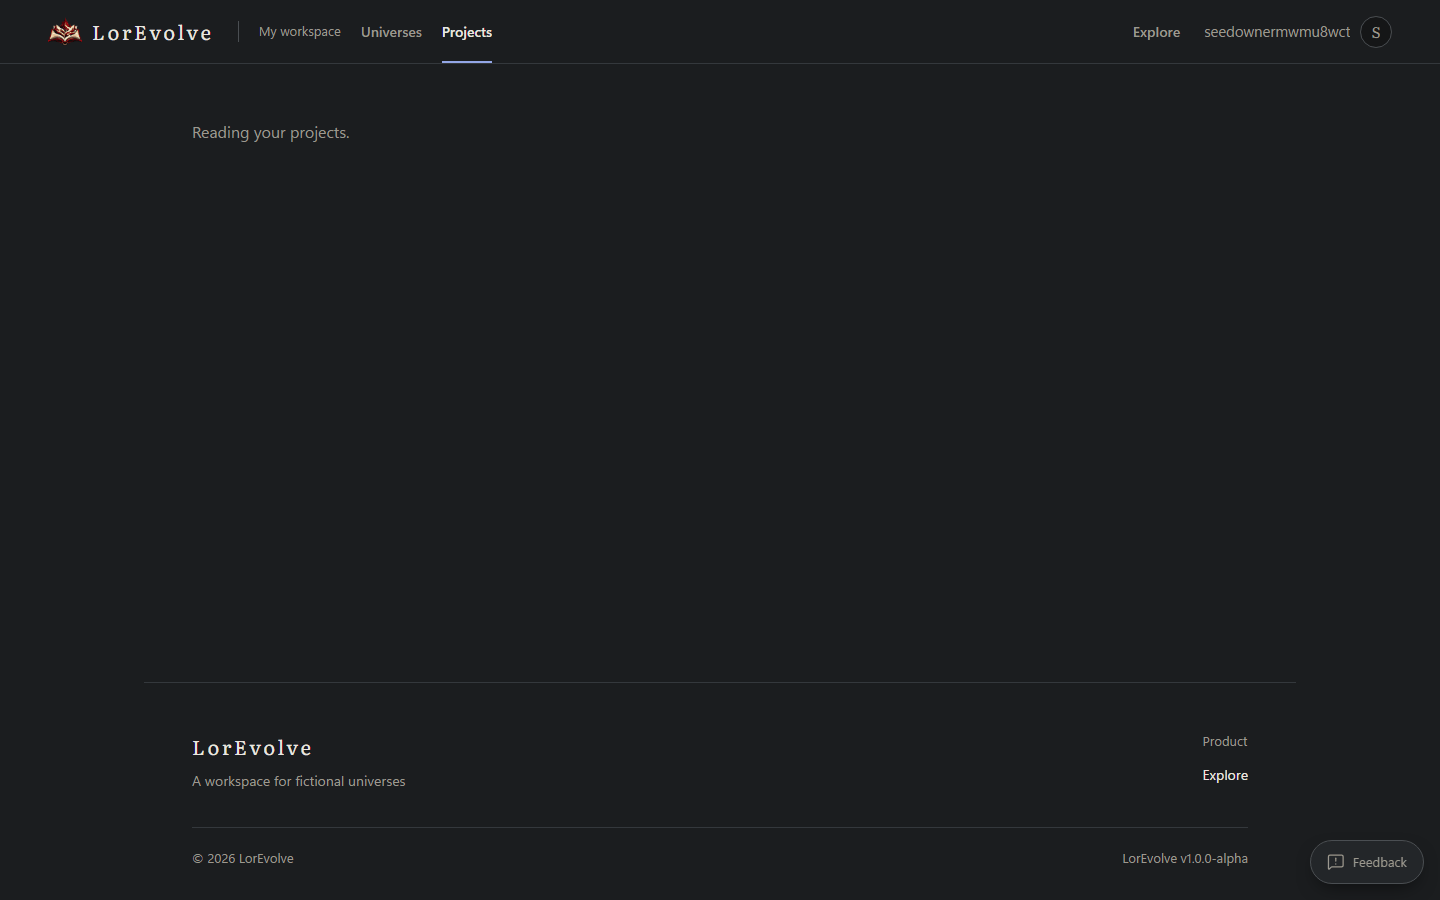 LorEvolve
My workspace
Universes
Projects
Explore
seedownermwmu8wct
S
Reading your projects.
LorEvolve
A workspace for fictional universes
Product
Explore
© 2026 LorEvolve
LorEvolve v1.0.0-alpha
Feedback